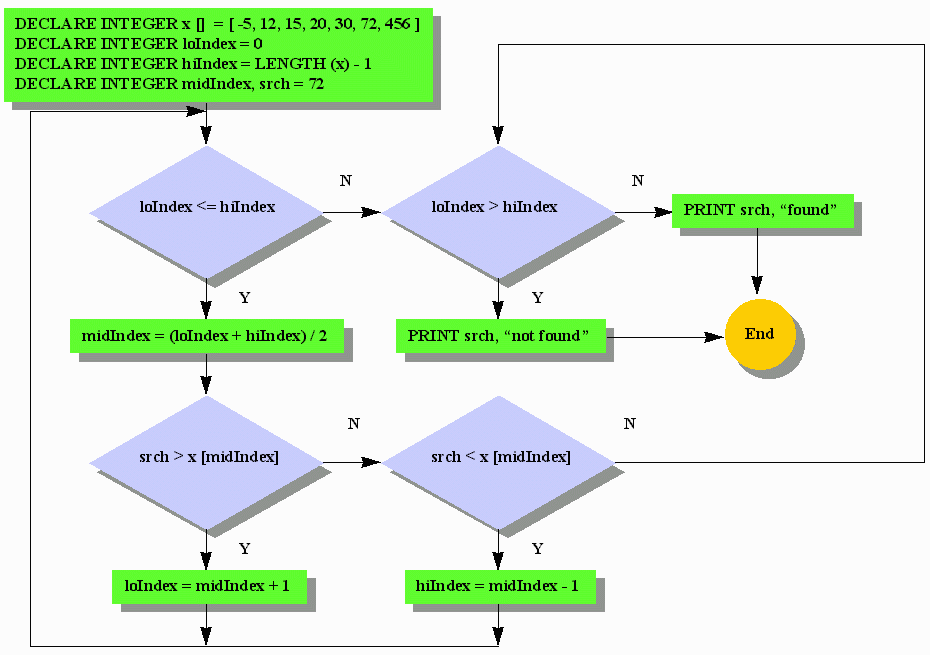 DECLARE INTEGER x [] = [ -5, 12, 15, 20, 30, 72, 456 ]
DECLARE INTEGER loIndex = 0
DECLARE INTEGER hiIndex = LENGTH (x) - 1
DECLARE INTEGER midIndex, srch = 72
loIndex <= hiIndex
N
loIndex > hiIndex
N
PRINT srch, “found”
Y
Y
midIndex = (loIndex + hiIndex) / 2
PRINT srch, “not found”
End
srch > x [midIndex]
N
srch < x [midIndex]
N
Y
Y
loIndex = midIndex + 1
hiIndex = midIndex - 1